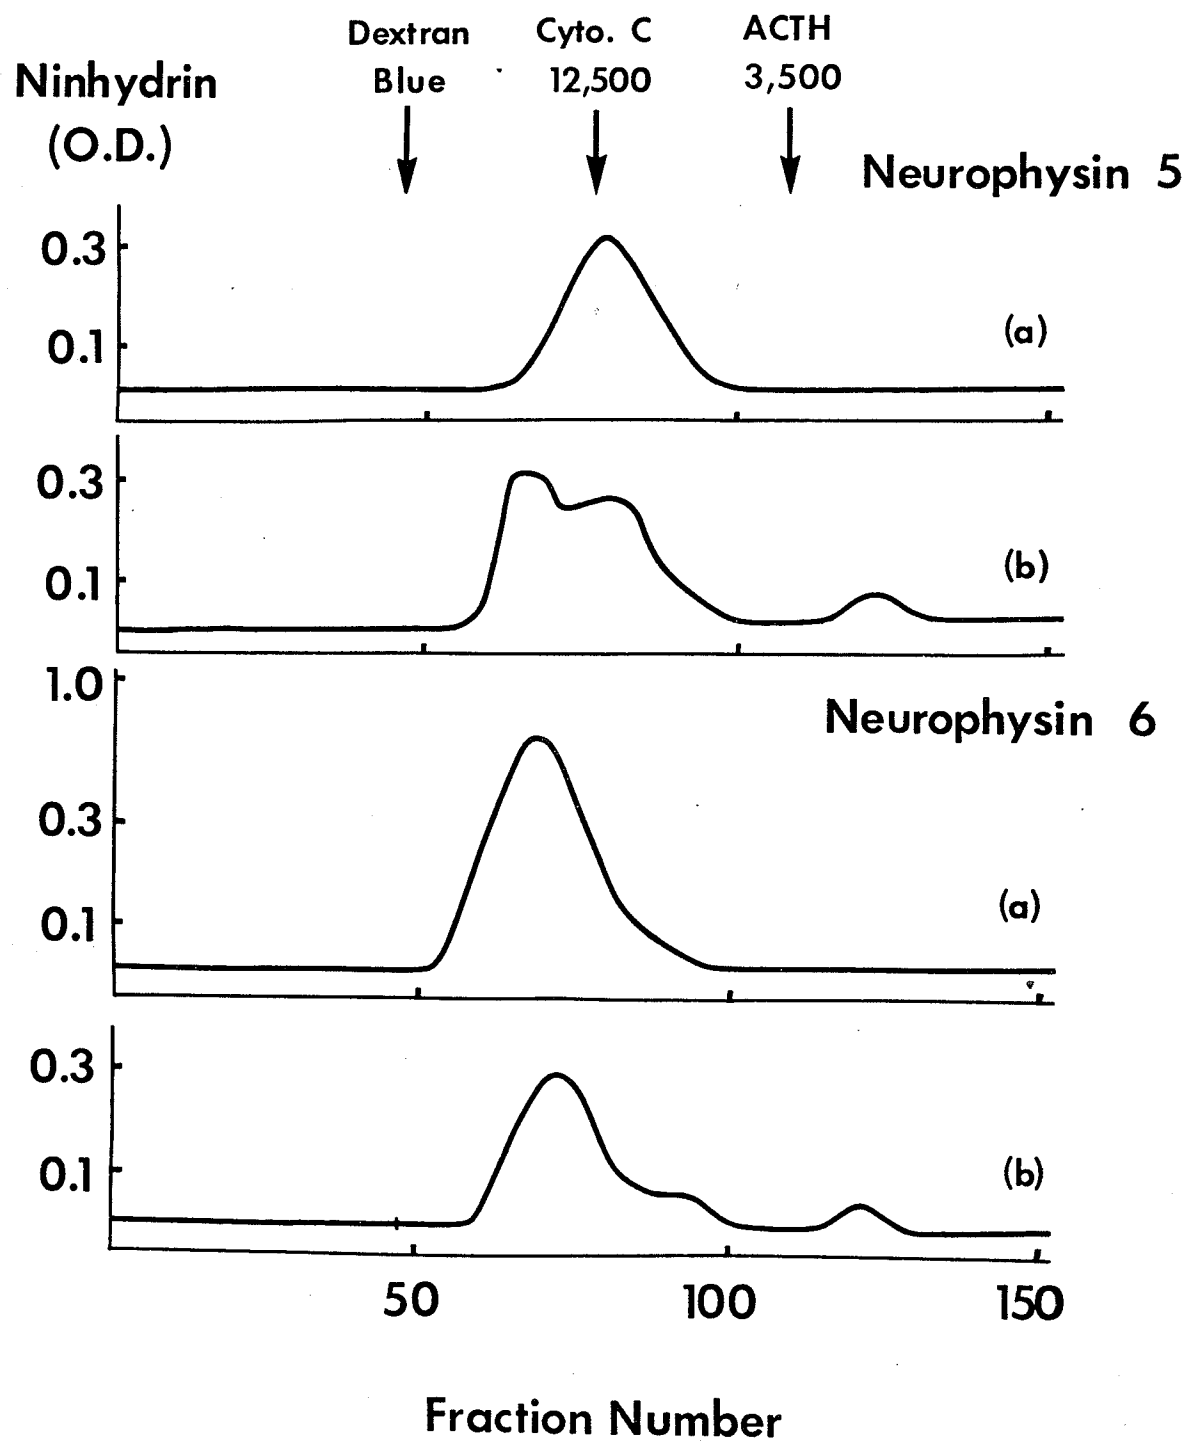 Dextran Cyto. C ACTH
Blue 12,500 3,500
Ninhydrin
(O.D.)
Neurophysin 5
0.3
0.1
(a)
0.3
0.1
(b)
1.0
Neurophysin 6
0.3
0.1
(a)
0.3
0.1
(b)
50 100 150
Fraction Number